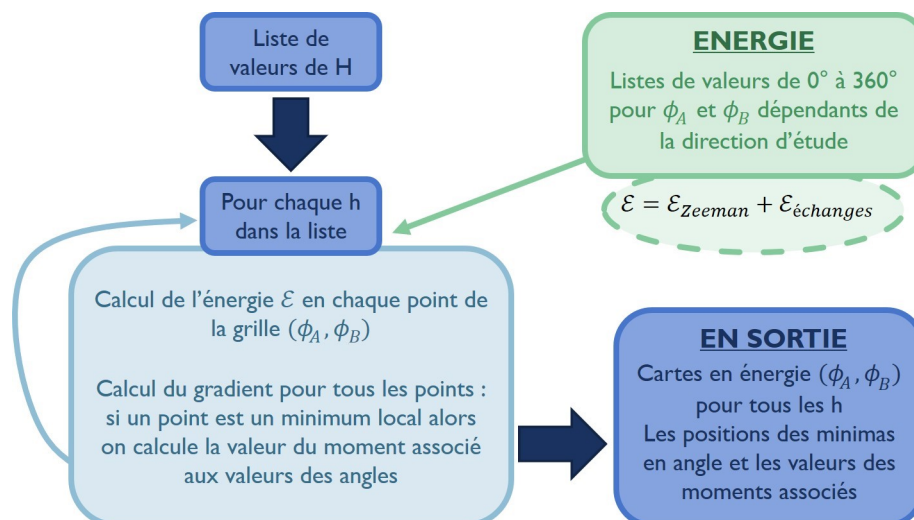 Liste de
valeurs de H
ENERGIE
Listes de valeurs de 0° à 360°
pour ϕ_A et ϕ_B dépendants de
la direction d'étude
ℰ = ℰ_Zeeman + ℰ_échanges
Pour chaque h
dans la liste
Calcul de l'énergie ℰ en chaque point de
la grille (ϕ_A, ϕ_B)
Calcul du gradient pour tous les points :
si un point est un minimum local alors
on calcule la valeur du moment associé
aux valeurs des angles
EN SORTIE
Cartes en énergie (ϕ_A, ϕ_B)
pour tous les h
Les positions des minimas
en angle et les valeurs des
moments associés